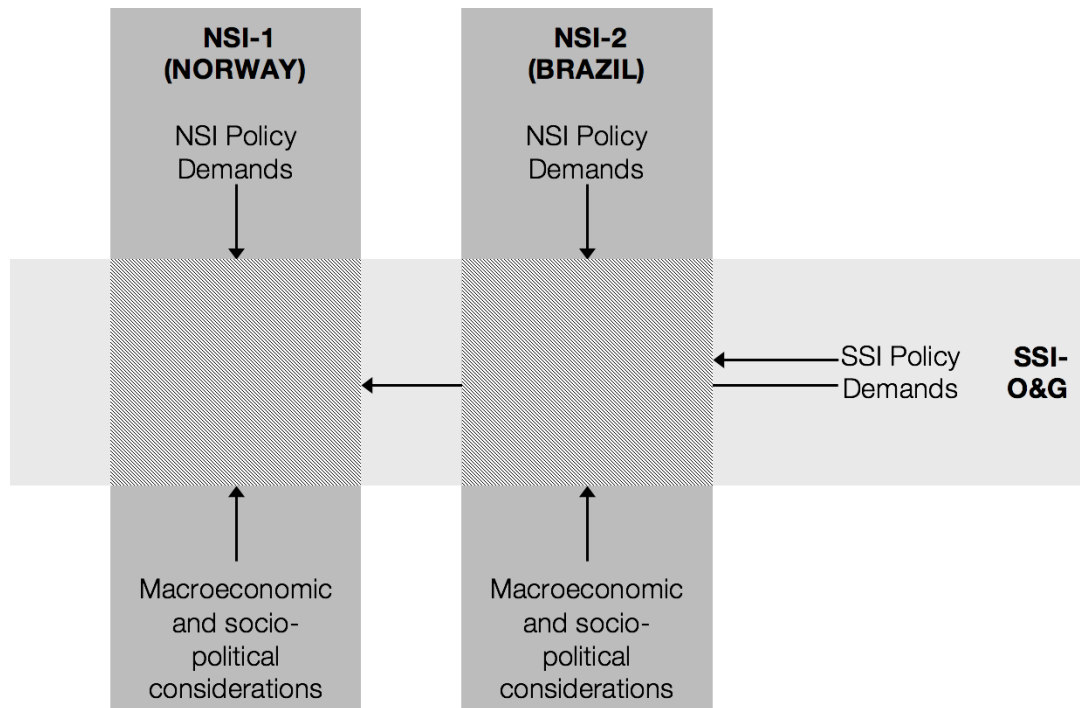 NSI-1
(NORWAY)
NSI Policy
Demands
NSI-2
(BRAZIL)
NSI Policy
Demands
SSI Policy
Demands
SSI-
O&G
Macroeconomic
and socio-
political
considerations
Macroeconomic
and socio-
political
considerations